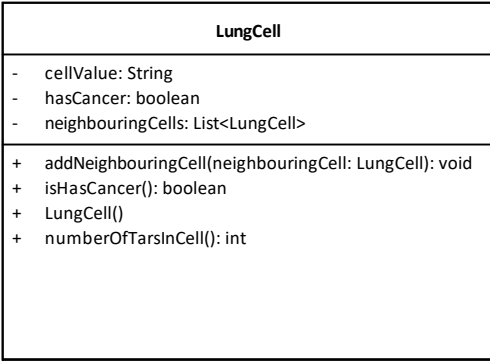 LungCell
- cellValue: String
- hasCancer: boolean
- neighbouringCells: List<LungCell>
+ addNeighbouringCell(neighbouringCell: LungCell): void
+ isHasCancer(): boolean
+ LungCell()
+ numberOfTarsInCell(): int